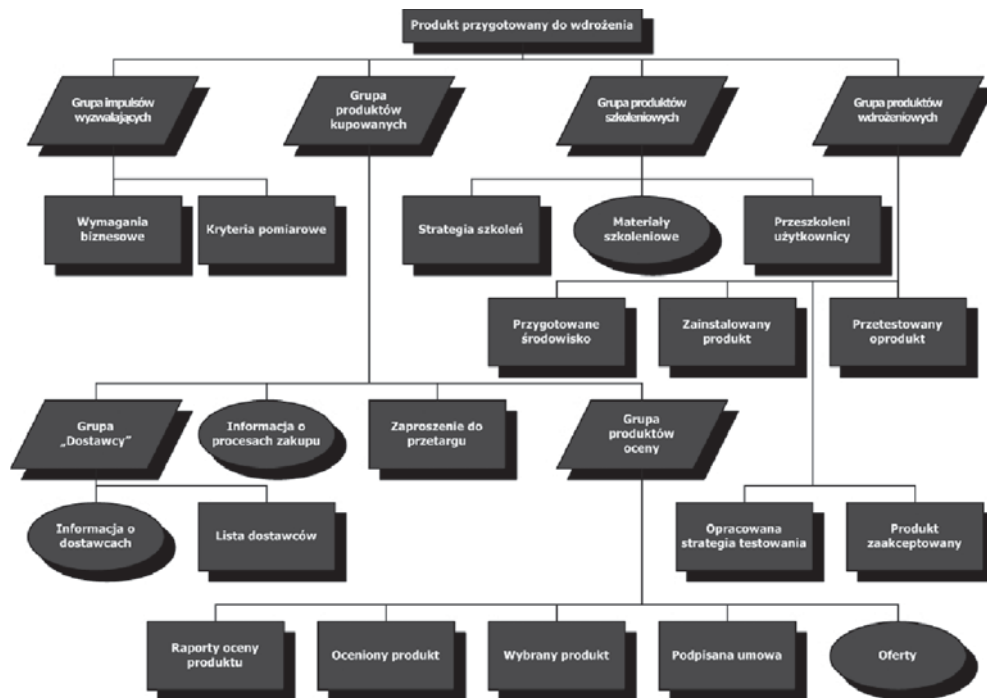 Produkt przygotowany do wdrożenia
Grupa impulsów
wyzwalających
Grupa
produktów
kupowanych
Grupa produktów
szkoleniowych
Grupa produktów
wdrożeniowych
Wymagania
biznesowe
Kryteria pomiarowe
Strategia szkoleń
Materiały
szkoleniowe
Przeszkoleni
użytkownicy
Przygotowane
środowisko
Zainstalowany
produkt
Przetestowany
oprodukt
Grupa
„Dostawcy”
Informacja o
procesach zakupu
Zaproszenie do
przetargu
Grupa
produktów
oceny
Informacja o
dostawcach
Lista dostawców
Opracowana
strategia testowania
Produkt
zaakceptowany
Raporty oceny
produktu
Oceniony produkt
Wybrany produkt
Podpisana umowa
Oferty